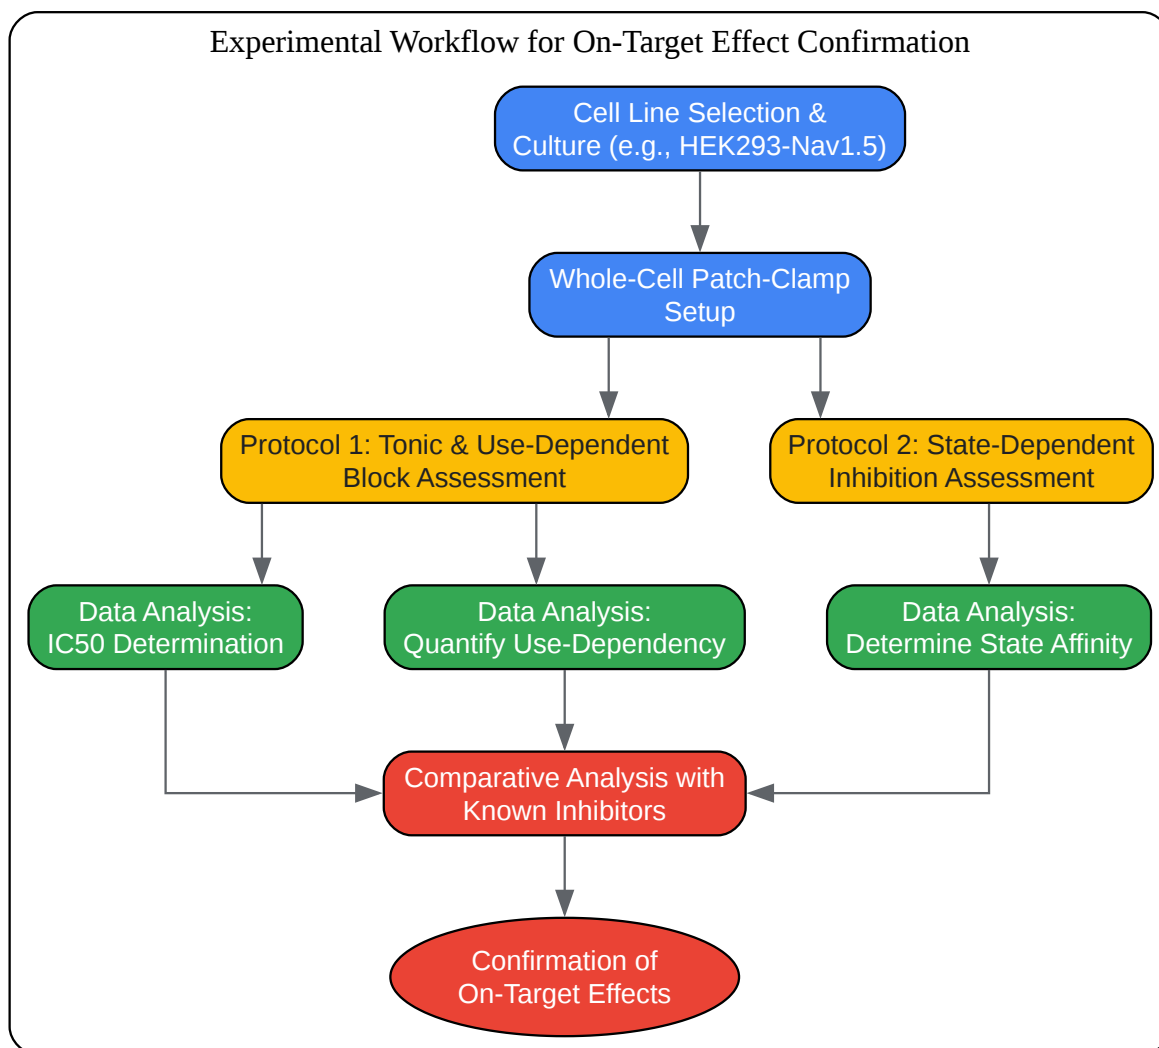 Experimental Workflow for On-Target Effect Confirmation
Cell Line Selection &
Culture (e.g., HEK293-Nav1.5)
Whole-Cell Patch-Clamp
Setup
Protocol 1: Tonic & Use-Dependent
Block Assessment
Protocol 2: State-Dependent
Inhibition Assessment
Data Analysis:
IC50 Determination
Data Analysis:
Quantify Use-Dependency
Data Analysis:
Determine State Affinity
Comparative Analysis with
Known Inhibitors
Confirmation of
On-Target Effects